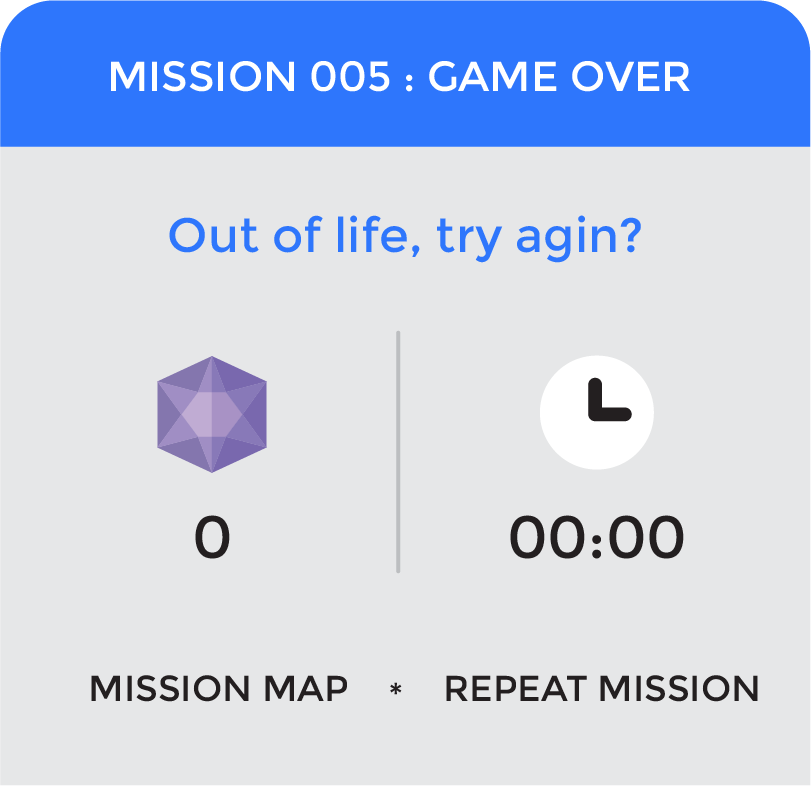 MISSION 005 : GAME OVER
Out of life, try agin?
0
00:00
MISSION MAP * REPEAT MISSION